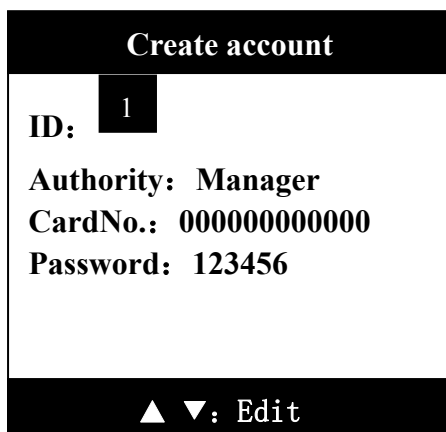 Create account
ID：1
Authority：Manager
CardNo.：000000000000
Password：123456
▲ ▼：Edit